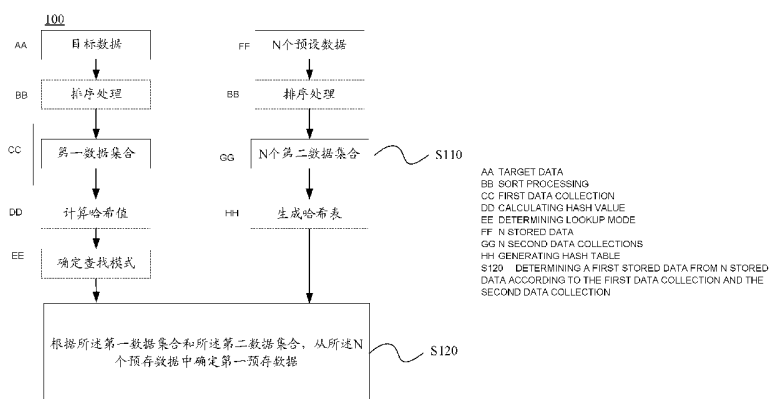 100
AA
目标数据
FF
N个预设数据
BB
排序处理
BB
排序处理
CC
第一数据集合
GG
N个第二数据集合
S110
DD
计算哈希值
HH
生成哈希表
EE
确定查找模式
根据所述第一数据集合和所述第二数据集合，从所述N
个预存数据中确定第一预存数据
S120
AA TARGET DATA
BB SORT PROCESSING
CC FIRST DATA COLLECTION
DD CALCULATING HASH VALUE
EE DETERMINING LOOKUP MODE
FF N STORED DATA
GG N SECOND DATA COLLECTIONS
HH GENERATING HASH TABLE
S120 DETERMINING A FIRST STORED DATA FROM N STORED
DATA ACCORDING TO THE FIRST DATA COLLECTION AND THE
SECOND DATA COLLECTION